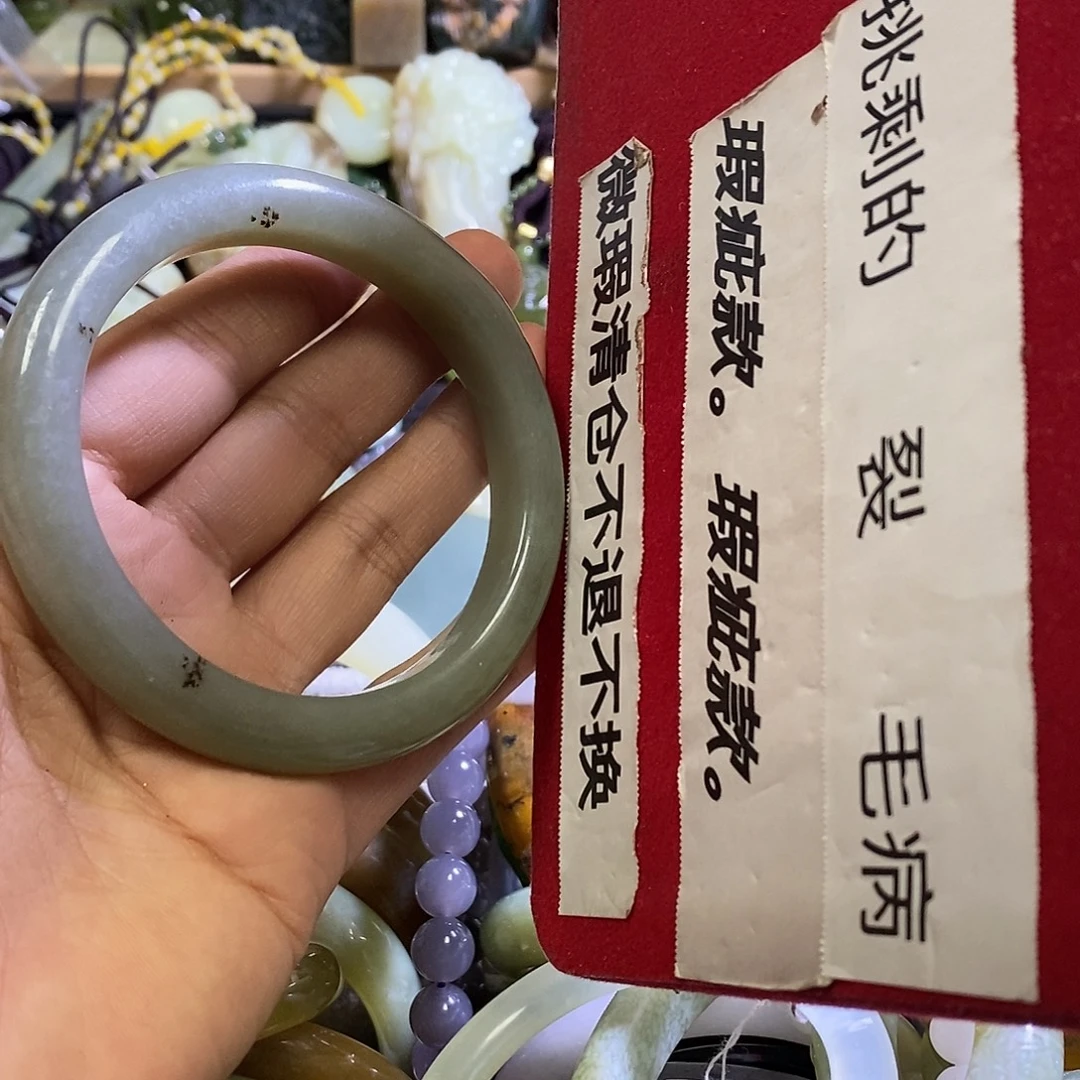 挑剩的 裂 毛病
瑕疵款。瑕疵款。
微瑕清仓不退不换